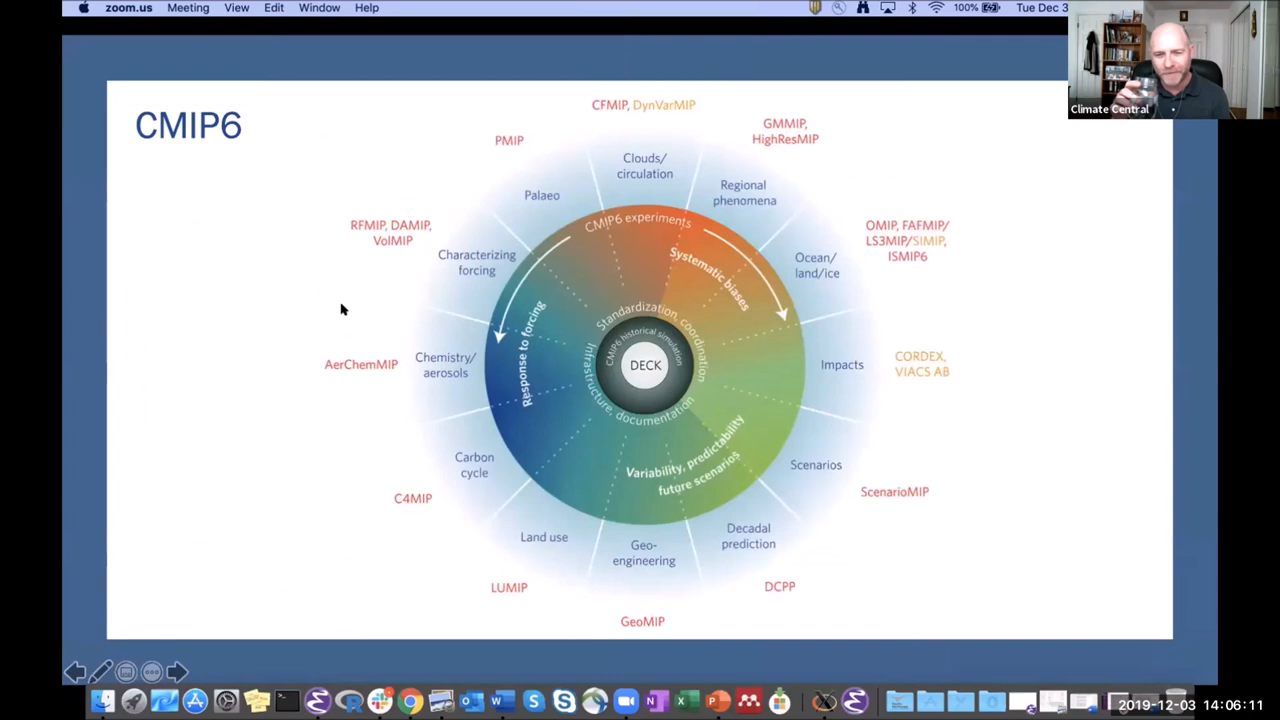 zoom.us Meeting View Edit Window Help
100%
Tue Dec 3
Climate Central
CMIP6
CFMIP, DynVarMIP
GMMIP,
HighResMIP
PMIP
Clouds/
circulation
Regional
phenomena
Palaeo
RFMIP, DAMIP,
VolMIP
OMIP, FAFMIP/
LS3MIP/SIMIP,
ISMIP6
CMIP6 experiments
Characterizing
forcing
Systematic biases
Ocean/
land/ice
Response to forcing
Standardization, coordination
CMIP6 historical simulation
DECK
Infrastructure, documentation
AerChemMIP
Chemistry/
aerosols
Impacts
CORDEX,
VIACS AB
Variability, predictability
future scenarios
Carbon
cycle
Scenarios
C4MIP
ScenarioMIP
Land use
Geo-
engineering
Decadal
prediction
LUMIP
DCPP
GeoMIP
2019-12-03 14:06:11